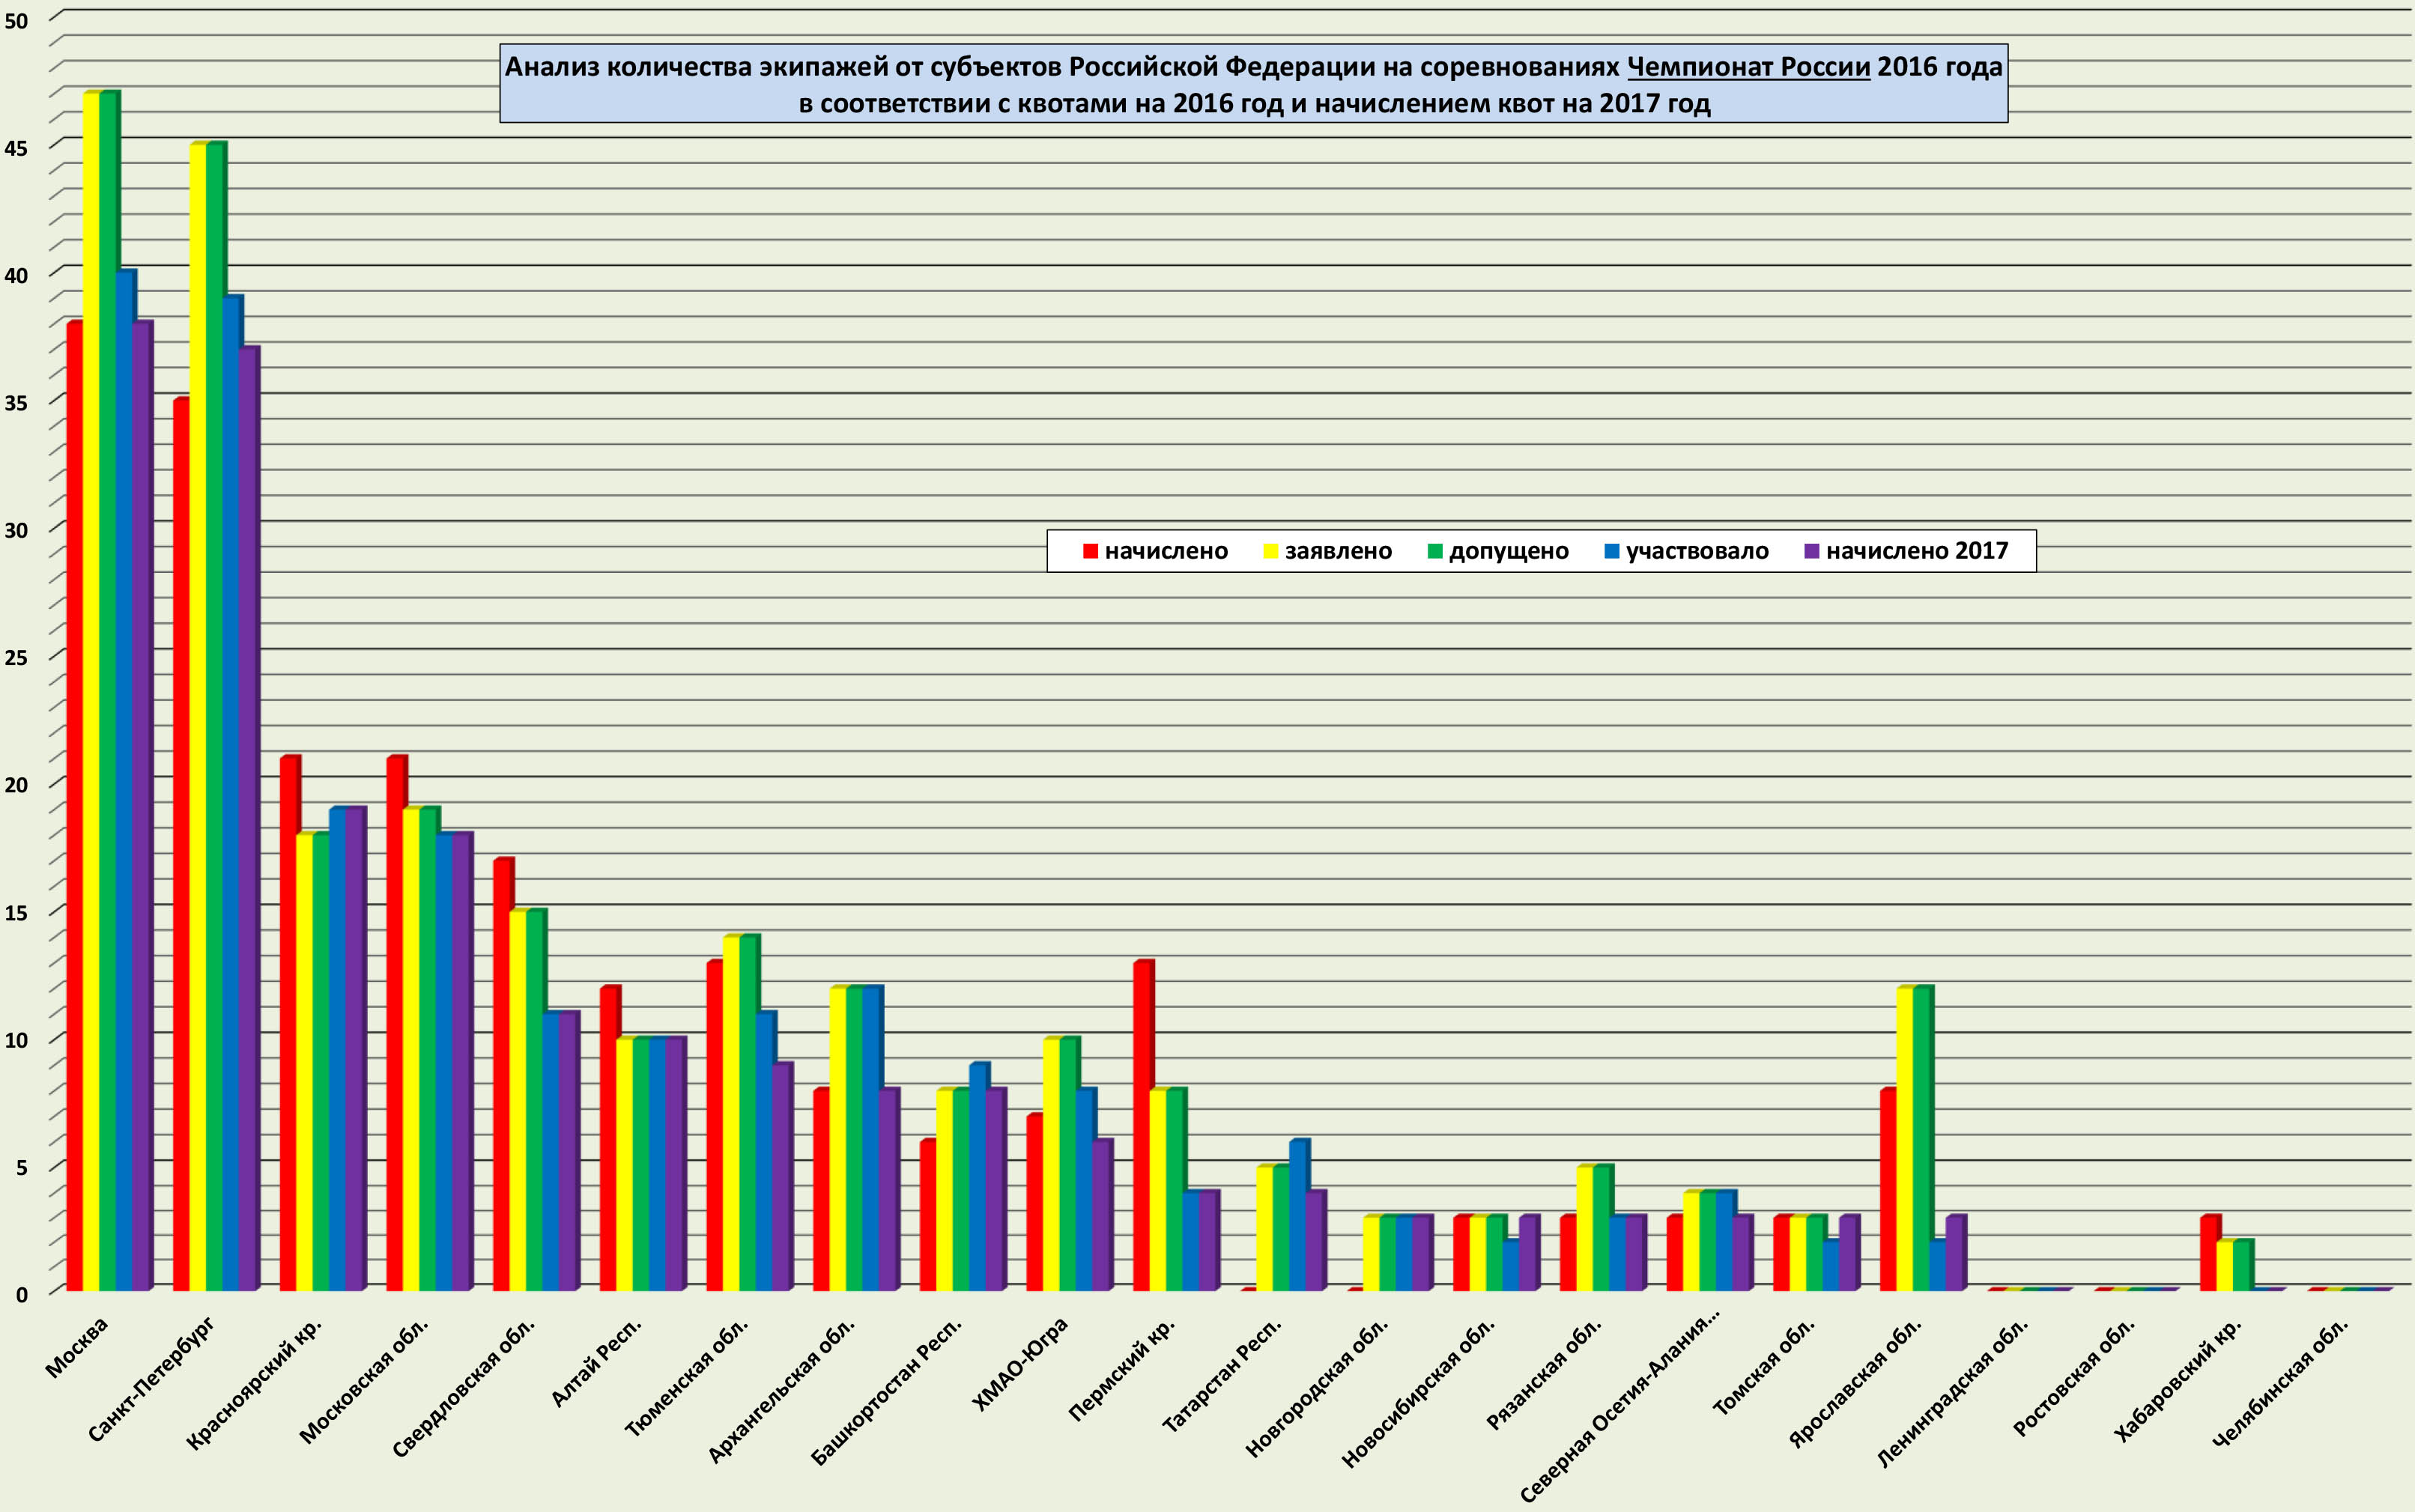 Анализ количества экипажей от субъектов Российской Федерации на соревнованиях Чемпионат России 2016 года
в соответствии с квотами на 2016 год и начислением квот на 2017 год
50
45
40
35
30
25
20
15
10
5
0
начислено заявлено допущено участвовало начислено 2017
Москва
Санкт-Петербург
Красноярский кр.
Московская обл.
Свердловская обл.
Алтай Респ.
Тюменская обл.
Архангельская обл.
Башкортостан Респ.
ХМАО-Югра
Пермский кр.
Татарстан Респ.
Новгородская обл.
Новосибирская обл.
Рязанская обл.
Северная Осетия-Алания...
Томская обл.
Ярославская обл.
Ленинградская обл.
Ростовская обл.
Хабаровский кр.
Челябинская обл.